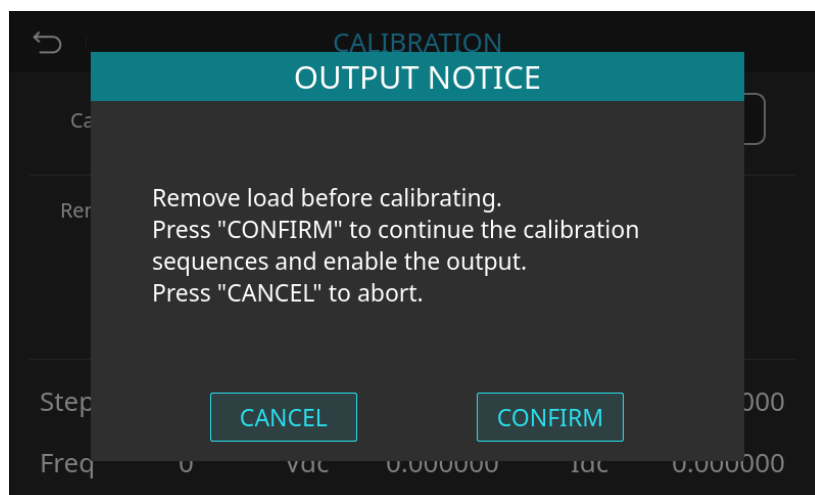 CALIBRATION
OUTPUT NOTICE
Remove load before calibrating.
Press "CONFIRM" to continue the calibration
sequences and enable the output.
Press "CANCEL" to abort.
Step
CANCEL CONFIRM
Freq 0 Vdc 0.000000 Idc 0.000000